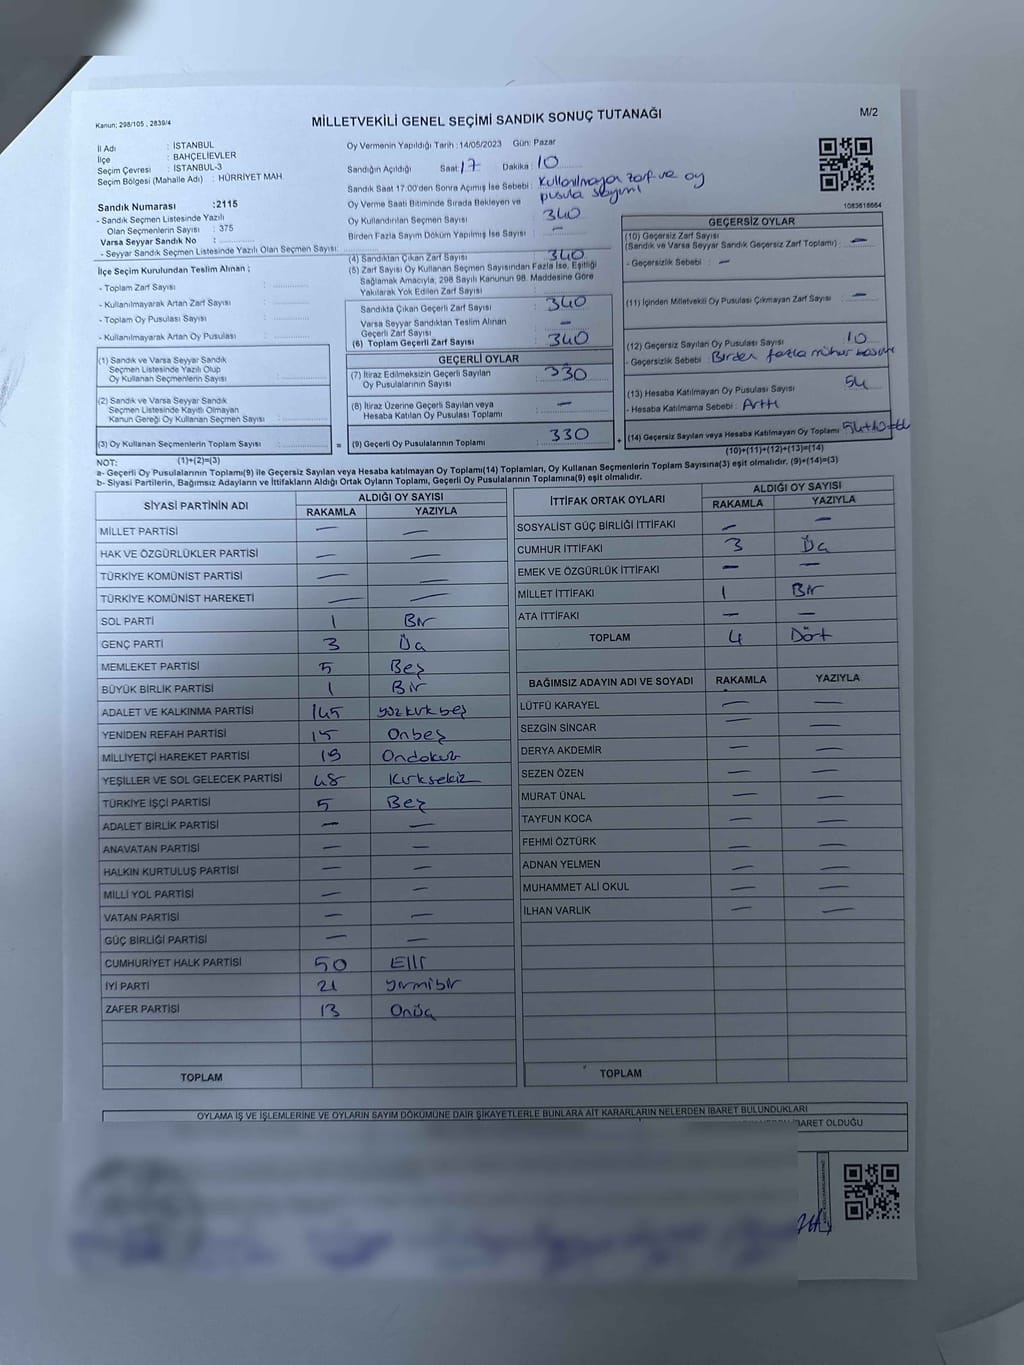 Kanun; 298/105 , 2839/4
MİLLETVEKİLİ GENEL SEÇİMİ SANDIK SONUÇ TUTANAĞI
M/2
İl Adı : İSTANBUL
İlçe : BAHÇELİEVLER
Seçim Çevresi : İSTANBUL-3
Seçim Bölgesi (Mahalle Adı) : HÜRRİYET MAH.
Sandık Numarası :2115
- Sandık Seçmen Listesinde Yazılı
Olan Seçmenlerin Sayısı : 375
Varsa Seyyar Sandık No :
- Seyyar Sandık Seçmen Listesinde Yazılı Olan Seçmen Sayısı:
İlçe Seçim Kurulundan Teslim Alınan ;
- Toplam Zarf Sayısı :
- Kullanılmayarak Artan Zarf Sayısı :
- Toplam Oy Pusulası Sayısı :
- Kullanılmayarak Artan Oy Pusulası :
(1) Sandık ve Varsa Seyyar Sandık
Seçmen Listesinde Yazılı Olup
Oy Kullanan Seçmenlerin Sayısı :
(2) Sandık ve Varsa Seyyar Sandık
Seçmen Listesinde Kayıtlı Olmayan
Kanun Gereği Oy Kullanan Seçmen Sayısı :
(3) Oy Kullanan Seçmenlerin Toplam Sayısı :
Oy Vermenin Yapıldığı Tarih : 14/05/2023 Gün: Pazar
Sandığın Açıldığı Saat: 17 Dakika : 10
Sandık Saat 17.00'den Sonra Açımış İse Sebebi : Kullanılmayan zarf ve oy
pusula sayımı
Oy Verme Saati Bitiminde Sırada Bekleyen ve
Oy Kullandırılan Seçmen Sayısı : 340
Birden Fazla Sayım Döküm Yapılmış İse Sayısı : —
(4) Sandıktan Çıkan Zarf Sayısı : 340
(5) Zarf Sayısı Oy Kullanan Seçmen Sayısından Fazla İse, Eşitliği
Sağlamak Amacıyla, 298 Sayılı Kanunun 98. Maddesine Göre
Yakılarak Yok Edilen Zarf Sayısı :
Sandıkta Çıkan Geçerli Zarf Sayısı : 340
Varsa Seyyar Sandıktan Teslim Alınan
Geçerli Zarf Sayısı : —
(6) Toplam Geçerli Zarf Sayısı : 340
GEÇERLİ OYLAR
(7) İtiraz Edilmeksizin Geçerli Sayılan
Oy Pusulalarının Sayısı : 330
(8) İtiraz Üzerine Geçerli Sayılan veya
Hesaba Katılan Oy Pusulası Toplamı : —
= (9) Geçerli Oy Pusulalarının Toplamı : 330
1083616664
GEÇERSİZ OYLAR
(10) Geçersiz Zarf Sayısı
(Sandık ve Varsa Seyyar Sandık Geçersiz Zarf Toplamı) : —
- Geçersizlik Sebebi : —
(11) İçinden Milletvekili Oy Pusulası Çıkmayan Zarf Sayısı : —
(12) Geçersiz Sayılan Oy Pusulası Sayısı : 10
- Geçersizlik Sebebi : Birden fazla mühür
(13) Hesaba Katılmayan Oy Pusulası Sayısı : 54
- Hesaba Katılmama Sebebi : Arttı
+ (14) Geçersiz Sayılan veya Hesaba Katılmayan Oy Toplamı :
(1)+(2)=(3)
(10)+(11)+(12)+(13)=(14)
NOT:
a- Geçerli Oy Pusulalarının Toplamı(9) ile Geçersiz Sayılan veya Hesaba katılmayan Oy Toplamı(14) Toplamları, Oy Kullanan Seçmenlerin Toplam Sayısına(3) eşit olmalıdır. (9)+(14)=(3)
b- Siyasi Partilerin, Bağımsız Adayların ve İttifakların Aldığı Ortak Oyların Toplamı, Geçerli Oy Pusulalarının Toplamına(9) eşit olmalıdır.
SİYASİ PARTİNİN ADI ALDIĞI OY SAYISI
RAKAMLA YAZIYLA
MİLLET PARTİSİ — —
HAK VE ÖZGÜRLÜKLER PARTİSİ — —
TÜRKİYE KOMÜNİST PARTİSİ — —
TÜRKİYE KOMÜNİST HAREKETİ — —
SOL PARTİ 1 Bir
GENÇ PARTİ 3 Üç
MEMLEKET PARTİSİ 5 Beş
BÜYÜK BİRLİK PARTİSİ 1 Bir
ADALET VE KALKINMA PARTİSİ 145 yüzkırkbeş
YENİDEN REFAH PARTİSİ 15 Onbeş
MİLLİYETÇİ HAREKET PARTİSİ 19 Ondokuz
YEŞİLLER VE SOL GELECEK PARTİSİ 48 Kırksekiz
TÜRKİYE İŞÇİ PARTİSİ 5 Beş
ADALET BİRLİK PARTİSİ — —
ANAVATAN PARTİSİ — —
HALKIN KURTULUŞ PARTİSİ — —
MİLLİ YOL PARTİSİ — —
VATAN PARTİSİ — —
GÜÇ BİRLİĞİ PARTİSİ — —
CUMHURİYET HALK PARTİSİ 50 Elli
İYİ PARTİ 21 yirmibir
ZAFER PARTİSİ 13 Onüç
TOPLAM
İTTİFAK ORTAK OYLARI ALDIĞI OY SAYISI
RAKAMLA YAZIYLA
SOSYALİST GÜÇ BİRLİĞİ İTTİFAKI — —
CUMHUR İTTİFAKI 3 Üç
EMEK VE ÖZGÜRLÜK İTTİFAKI — —
MİLLET İTTİFAKI 1 Bir
ATA İTTİFAKI — —
TOPLAM 4 Dört
BAĞIMSIZ ADAYIN ADI VE SOYADI RAKAMLA YAZIYLA
LÜTFÜ KARAYEL — —
SEZGİN SİNCAR — —
DERYA AKDEMİR — —
SEZEN ÖZEN — —
MURAT ÜNAL — —
TAYFUN KOCA — —
FEHMİ ÖZTÜRK — —
ADNAN YELMEN — —
MUHAMMET ALİ OKUL — —
İLHAN VARLIK — —
TOPLAM
OYLAMA İŞ VE İŞLEMLERİNE VE OYLARIN SAYIM DÖKÜMÜNE DAİR ŞİKAYETLERLE BUNLARA AİT KARARLARIN NELERDEN İBARET BULUNDUKLARI
İBARET OLDUĞU